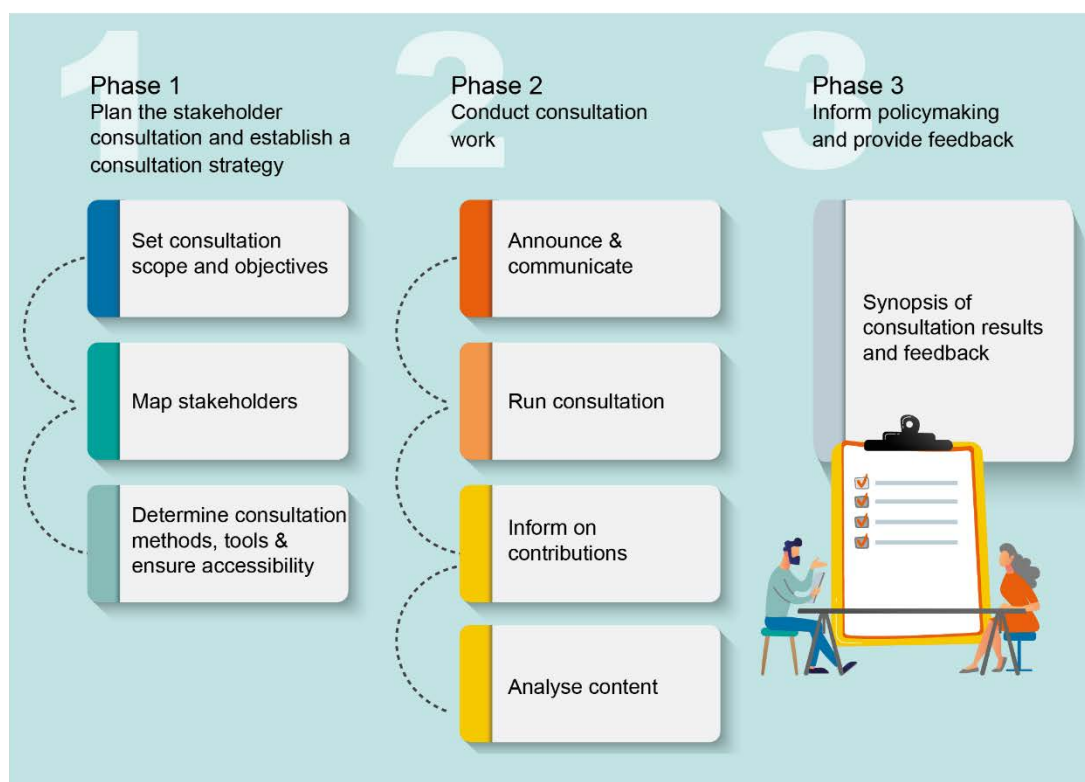 1
Phase 1
Plan the stakeholder
consultation and establish a
consultation strategy
Set consultation
scope and objectives
Map stakeholders
Determine consultation
methods, tools &
ensure accessibility
2
Phase 2
Conduct consultation
work
Announce &
communicate
Run consultation
Inform on
contributions
Analyse content
3
Phase 3
Inform policymaking
and provide feedback
Synopsis of
consultation results
and feedback